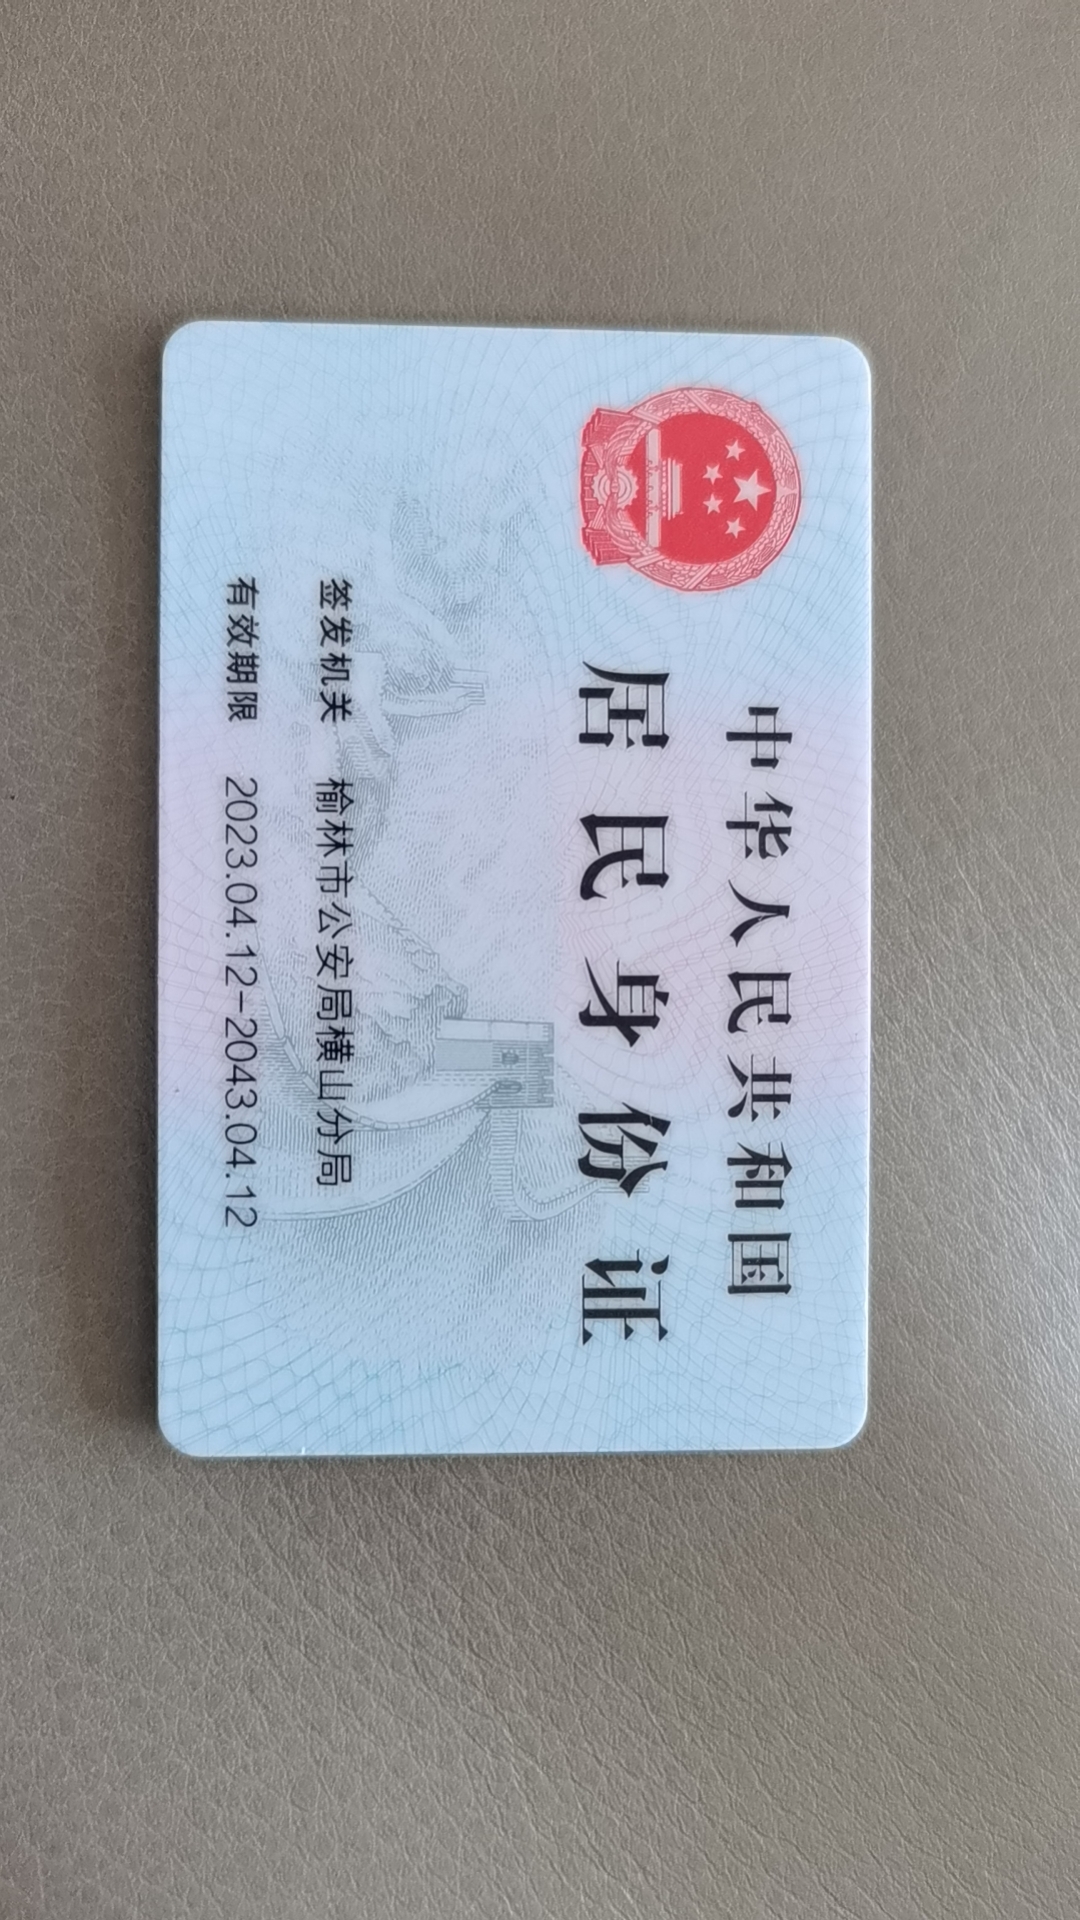 中华人民共和国
居民身份证
签发机关 榆林市公安局横山分局
有效期限 2023.04.12-2043.04.12